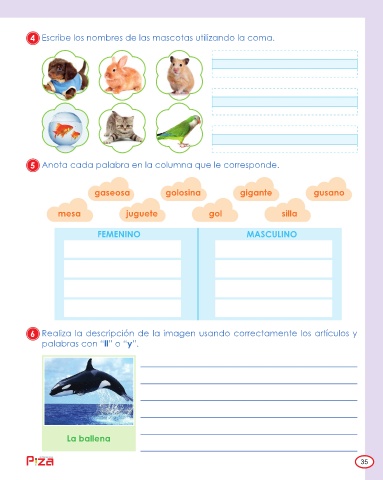 4 Escribe los nombres de las mascotas utilizando la coma.
5 Anota cada palabra en la columna que le corresponde.
gaseosa golosina gigante gusano
mesa juguete gol silla
FEMENINO MASCULINO
6 Realiza la descripción de la imagen usando correctamente los artículos y
palabras con "ll" o "y".
La ballena
Piza
35